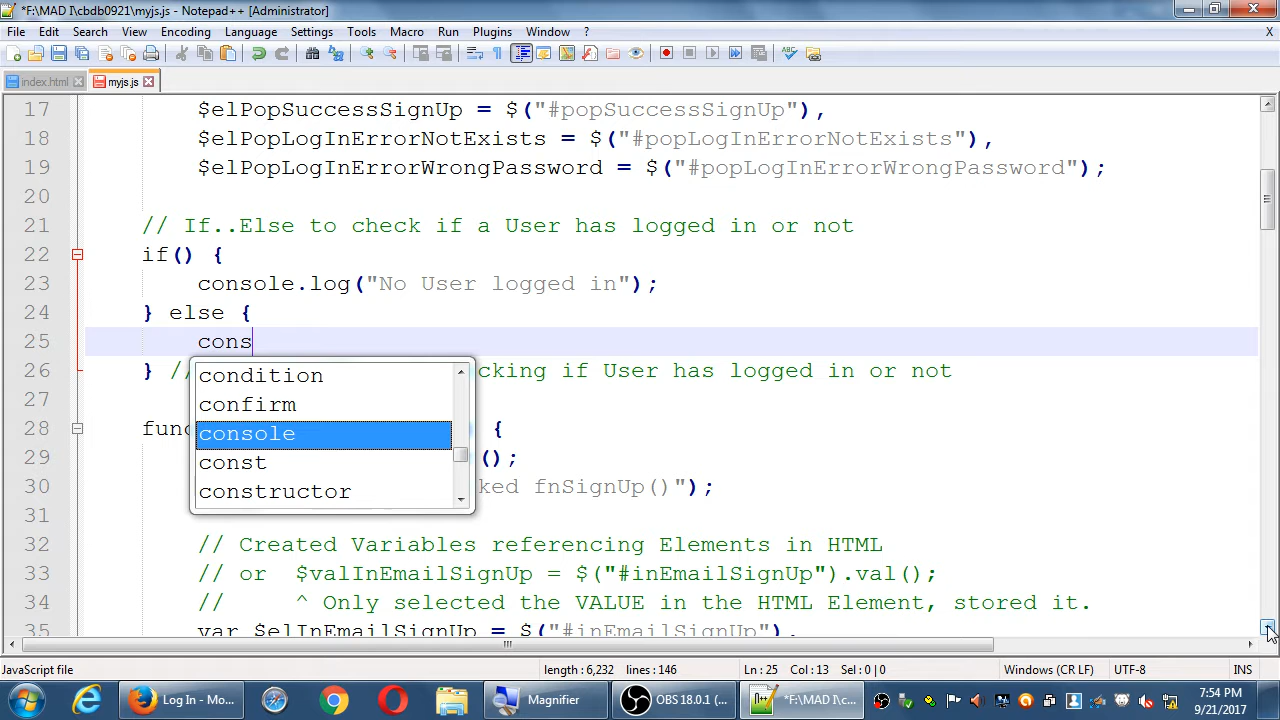 *F:\MAD I\cbdb0921\myjs.js - Notepad++ [Administrator]
File Edit Search View Encoding Language Settings Tools Macro Run Plugins Window ? X
index.html myjs.js
17 $elPopSuccessSignUp = $("#popSuccessSignUp"),
18 $elPopLogInErrorNotExists = $("#popLogInErrorNotExists"),
19 $elPopLogInErrorWrongPassword = $("#popLogInErrorWrongPassword");
20
21 // If..Else to check if a User has logged in or not
22 if() {
23 console.log("No User logged in");
24 } else {
25 cons
26 } // cking if User has logged in or not
condition
confirm
console
const
constructor
27
28 func {
29 ();
30 ked fnSignUp()");
31
32 // Created Variables referencing Elements in HTML
33 // or $valInEmailSignUp = $("#inEmailSignUp").val();
34 // ^ Only selected the VALUE in the HTML Element, stored it.
35 var $elInEmailSignUp = $("#inEmailSignUp"),
JavaScript file length : 6,232 lines : 146 Ln : 25 Col : 13 Sel : 0 | 0 Windows (CR LF) UTF-8 INS
Log In - Mo... Magnifier OBS 18.0.1 (... *F:\MAD I\c... 7:54 PM
9/21/2017